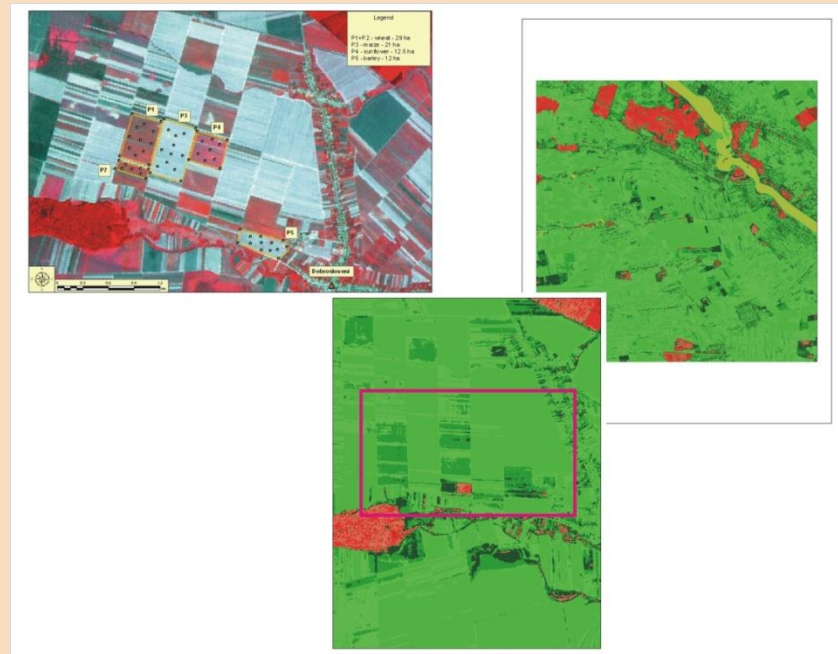 Legend
P1+P2 - wheat - 29 ha
P3 - maize - 21 ha
P4 - sunflower - 12.5 ha
P5 - barley - 12 ha
P1
P3
P4
P2
P5